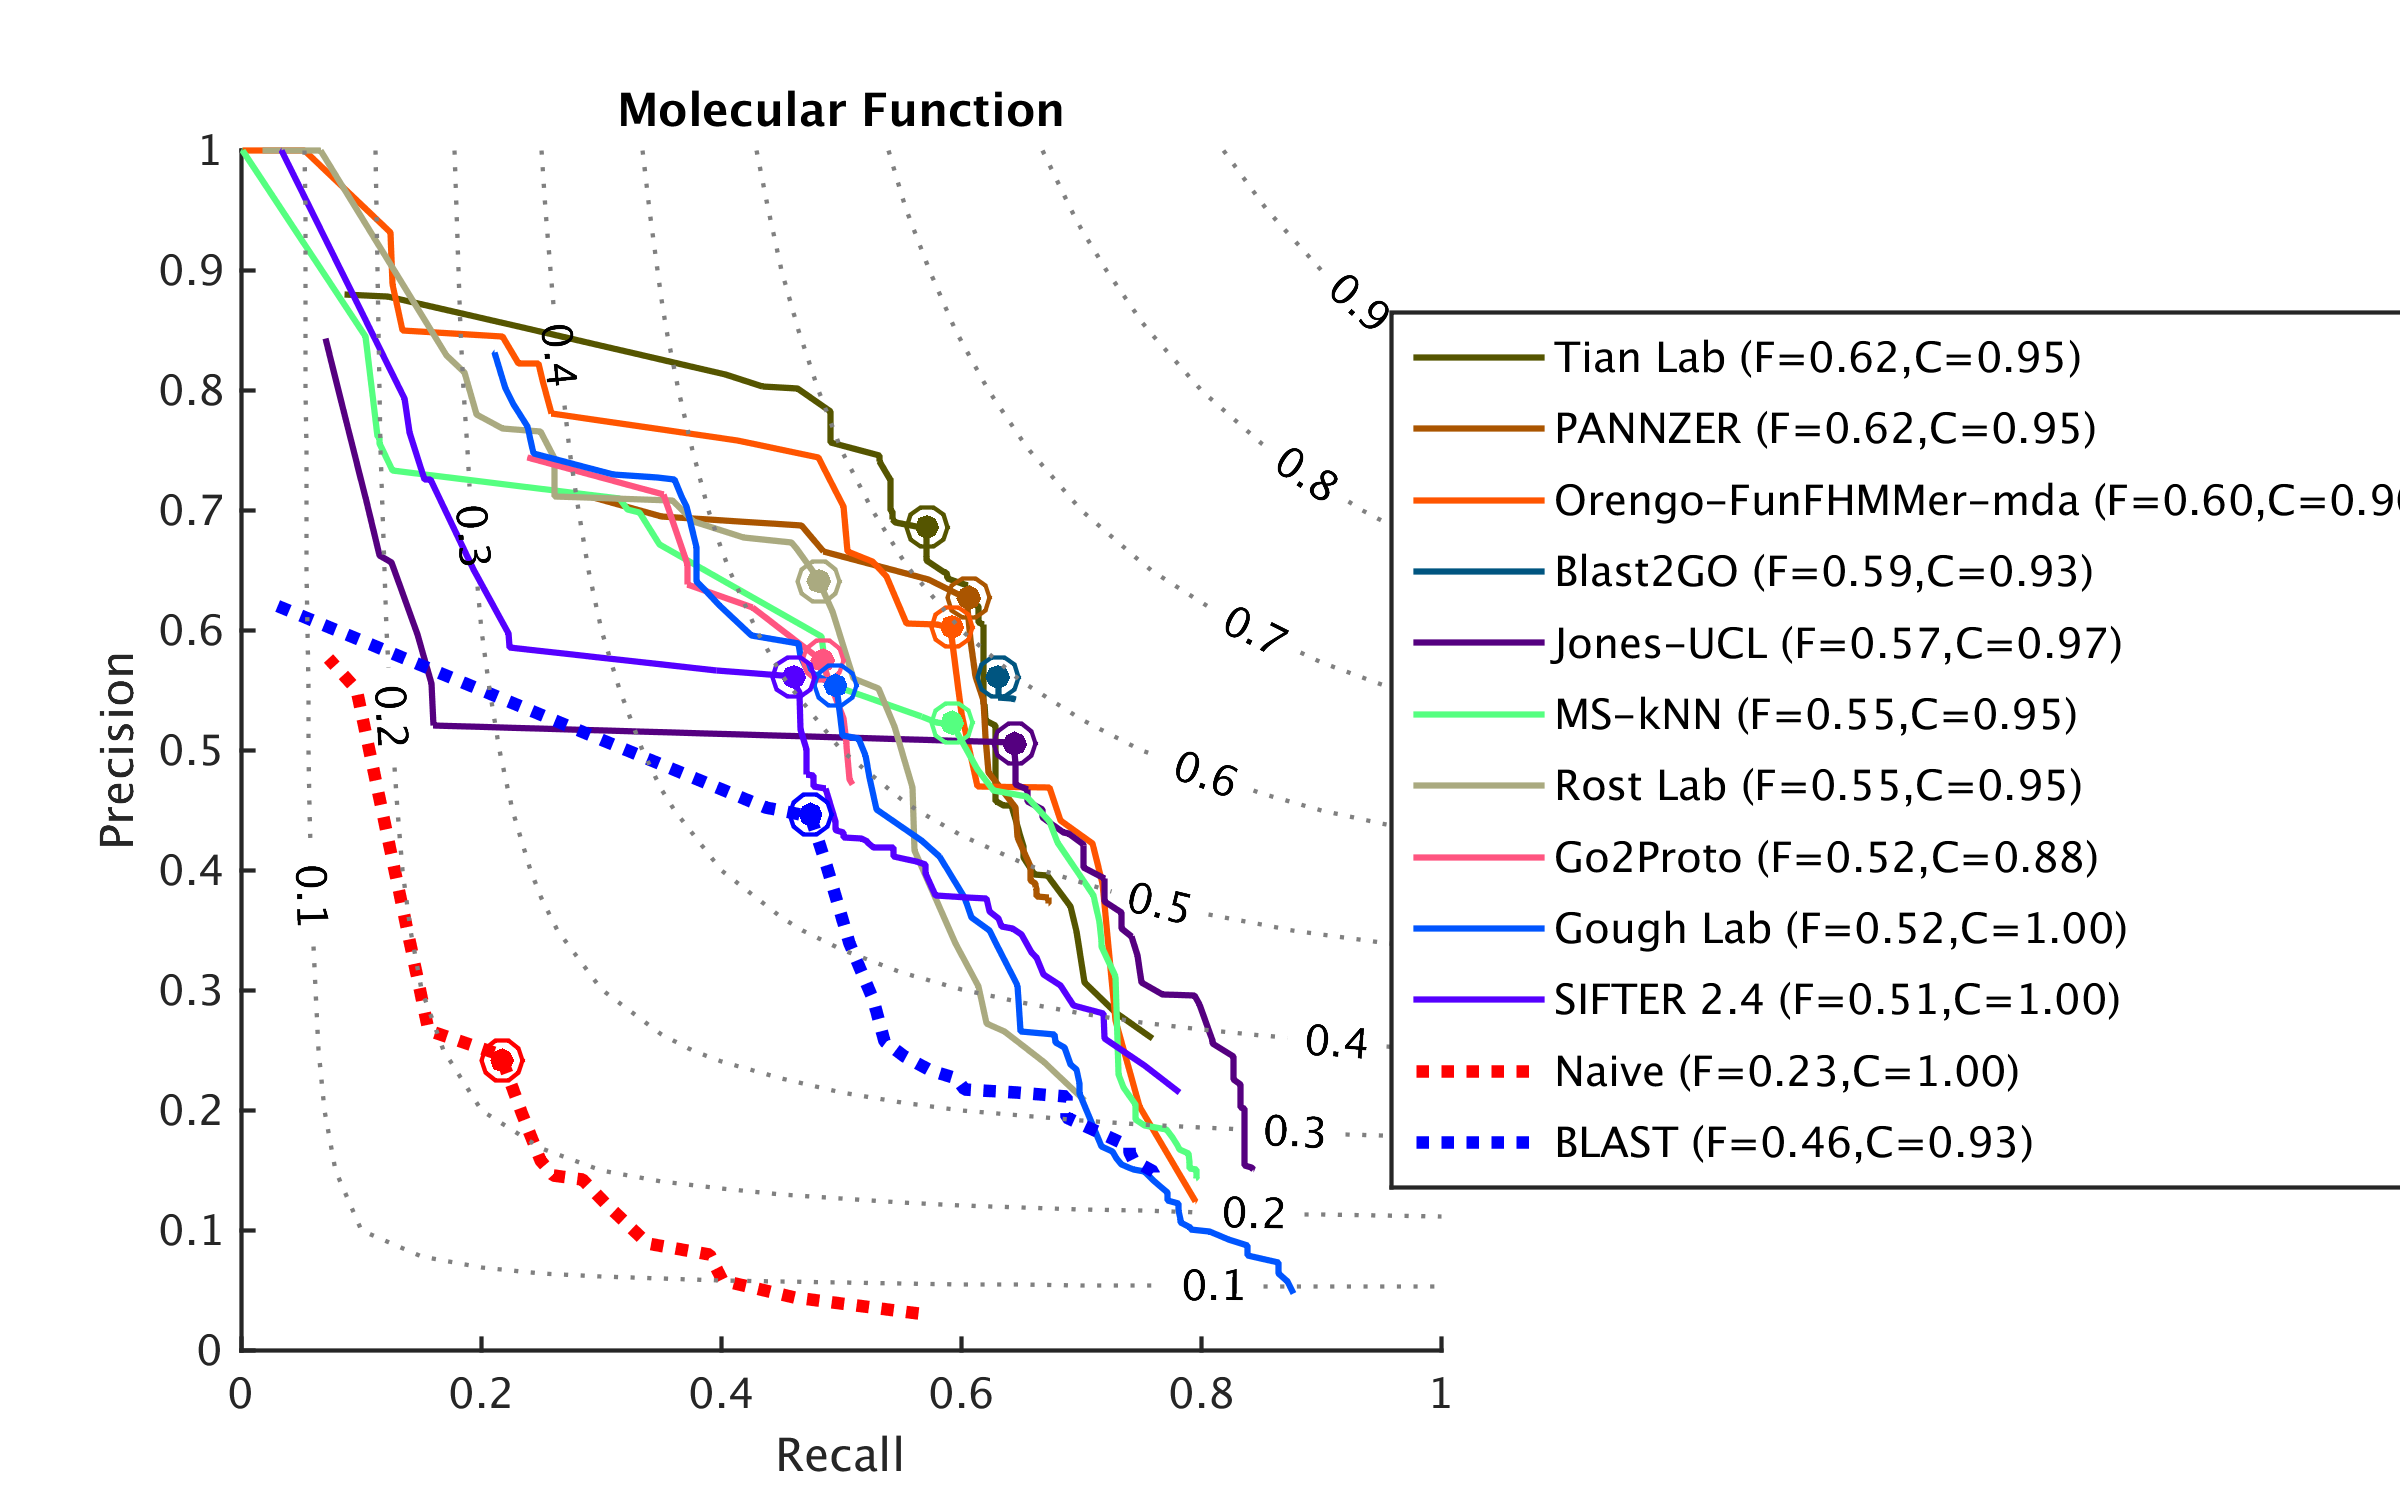 Molecular Function
1
0.9
0.8
0.7
0.6
0.5
0.4
0.3
0.2
0.1
0
0
0.2
0.4
0.6
0.8
1
Precision
Recall
0.1
0.2
0.3
0.4
0.9
0.8
0.7
0.6
0.5
0.4
0.3
0.2
0.1
Tian Lab (F=0.62,C=0.95)
PANNZER (F=0.62,C=0.95)
Orengo-FunFHMMer-mda (F=0.60,C=0.9
Blast2GO (F=0.59,C=0.93)
Jones-UCL (F=0.57,C=0.97)
MS-kNN (F=0.55,C=0.95)
Rost Lab (F=0.55,C=0.95)
Go2Proto (F=0.52,C=0.88)
Gough Lab (F=0.52,C=1.00)
SIFTER 2.4 (F=0.51,C=1.00)
Naive (F=0.23,C=1.00)
BLAST (F=0.46,C=0.93)